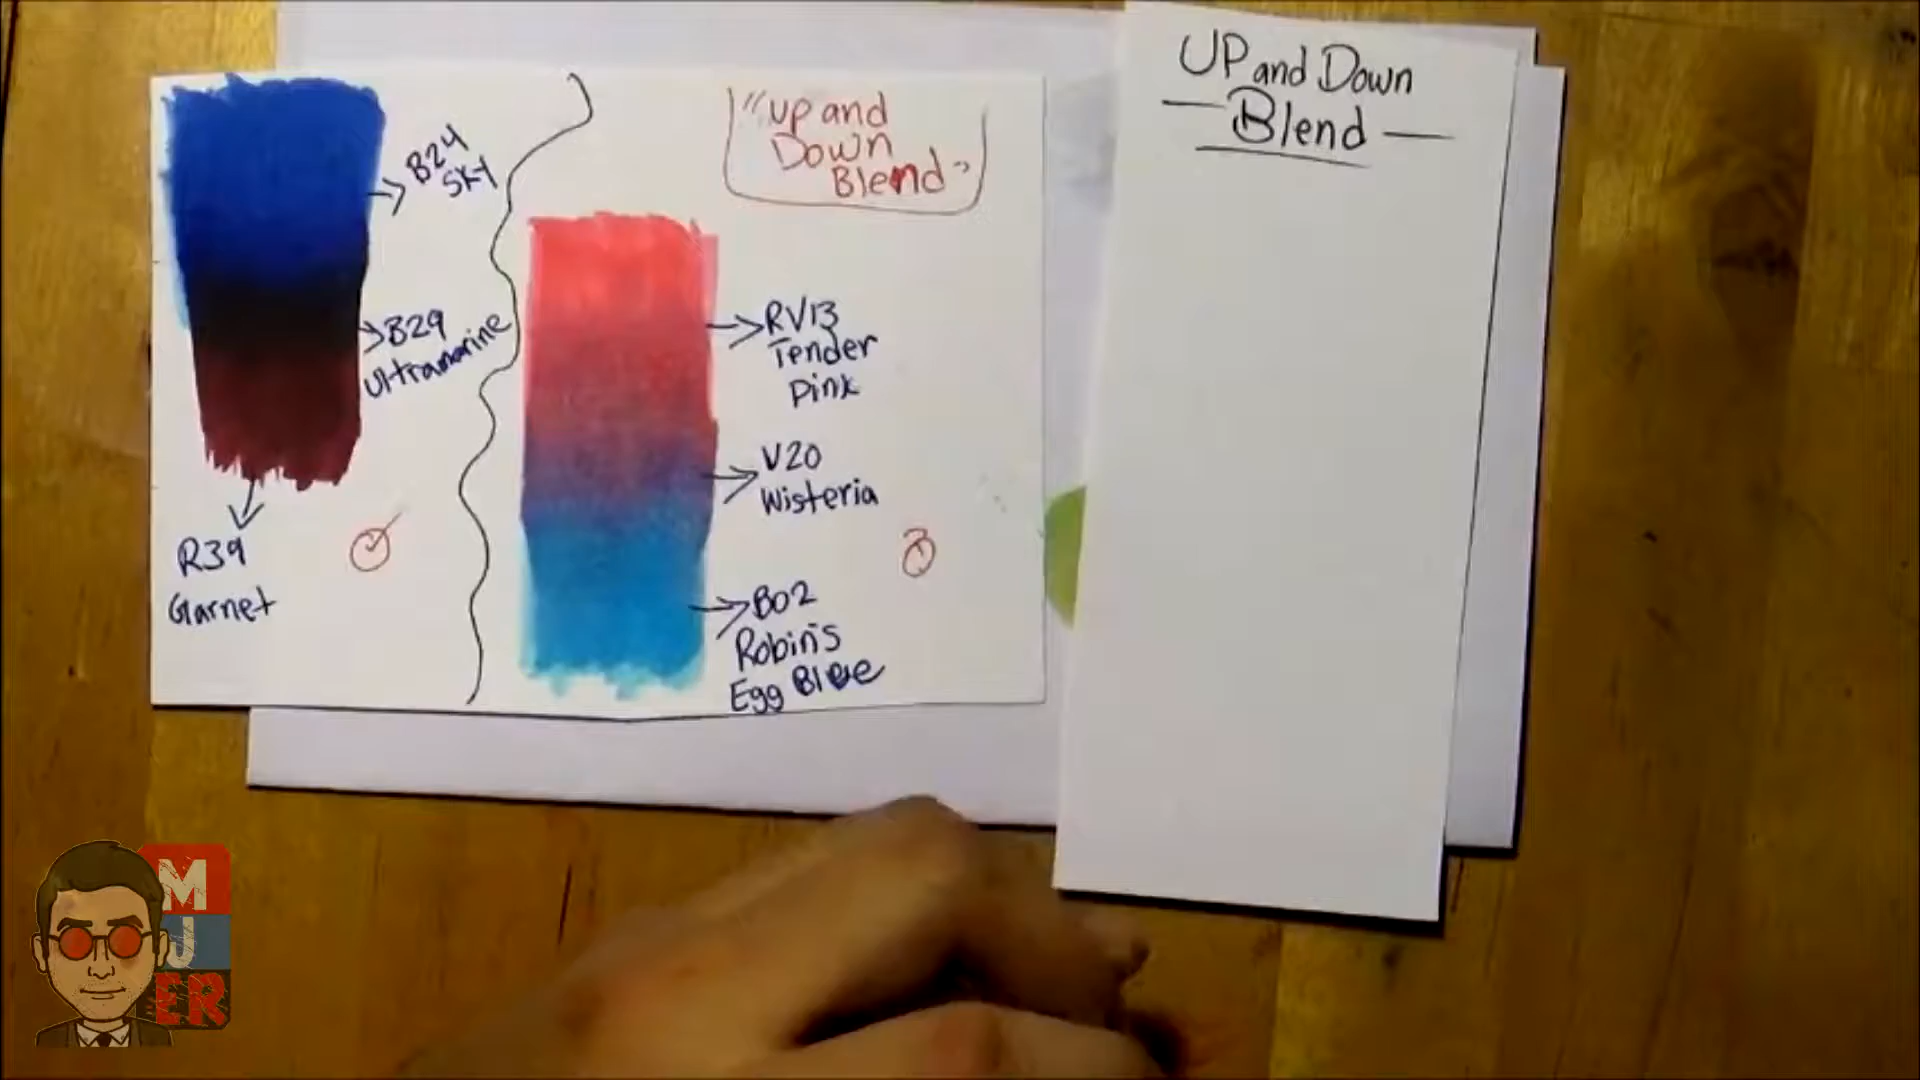 B24
SKY
B29
Ultramarine
R39
Garnet
"up and
Down
Blend"
RV13
Tender
Pink
V20
Wisteria
B02
Robin's
Egg Blue
UP and Down
Blend
M
J
ER